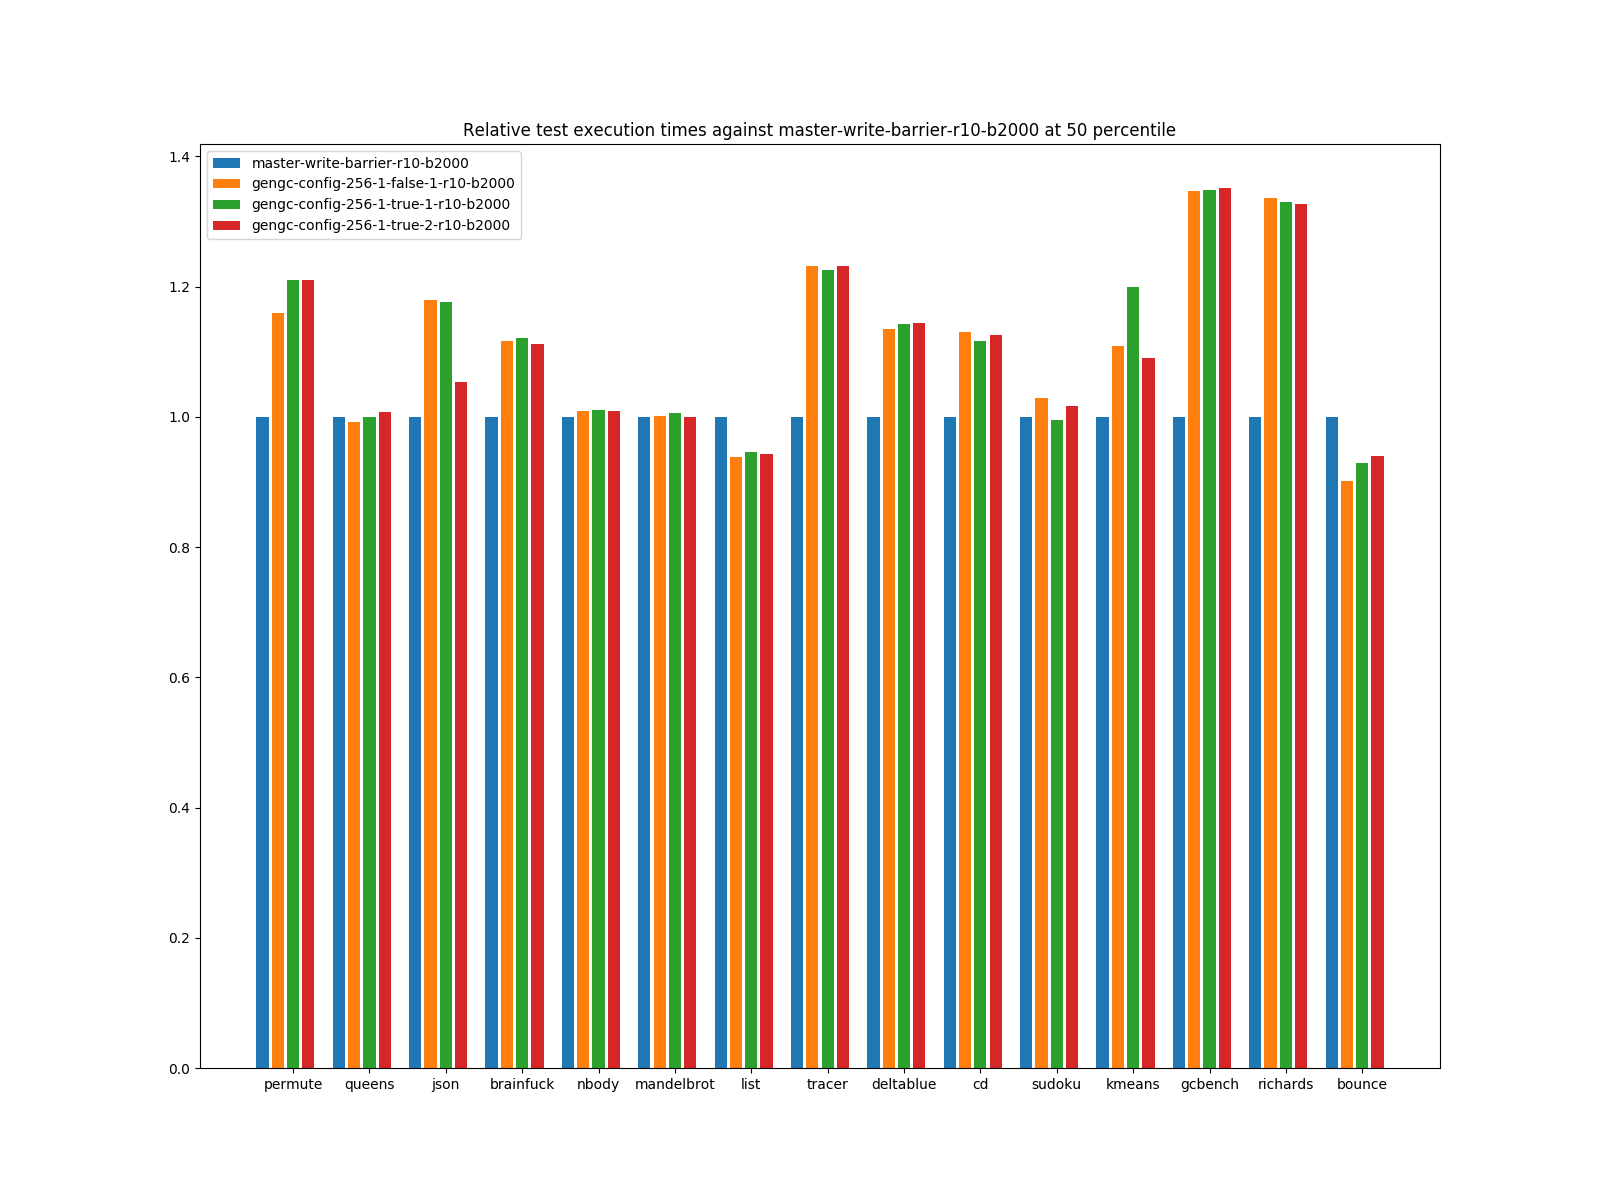 Relative test execution times against master-write-barrier-r10-b2000 at 50 percentile
master-write-barrier-r10-b2000
gengc-config-256-1-false-1-r10-b2000
gengc-config-256-1-true-1-r10-b2000
gengc-config-256-1-true-2-r10-b2000
1.4
1.2
1.0
0.8
0.6
0.4
0.2
0.0
permute queens json brainfuck nbody mandelbrot list tracer deltablue cd sudoku kmeans gcbench richards bounce